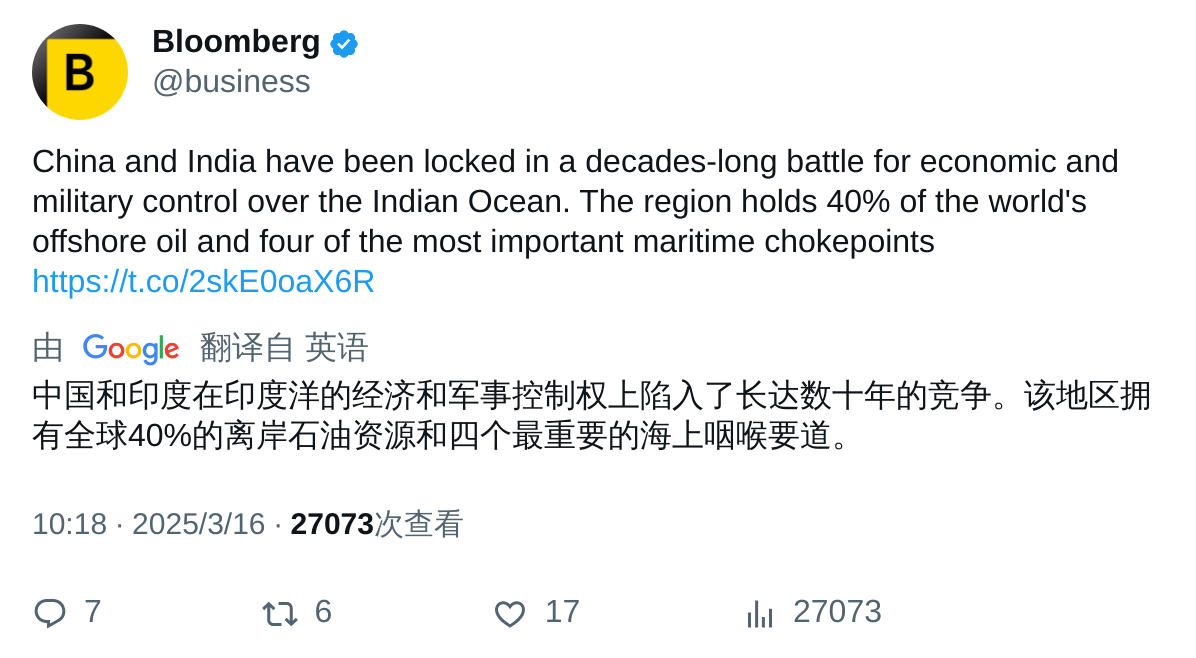 B
Bloomberg
@business
China and India have been locked in a decades-long battle for economic and
military control over the Indian Ocean. The region holds 40% of the world's
offshore oil and four of the most important maritime chokepoints
https://t.co/2skE0oaX6R
由 Google 翻译自 英语
中国和印度在印度洋的经济和军事控制权上陷入了长达数十年的竞争。该地区拥
有全球40%的离岸石油资源和四个最重要的海上咽喉要道。
10:18 · 2025/3/16 · 27073次查看
7 6 17 27073